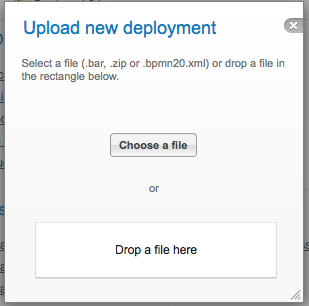 Upload new deployment
Select a file (.bar, .zip or .bpmn20.xml) or drop a file in
the rectangle below.
Choose a file
or
Drop a file here